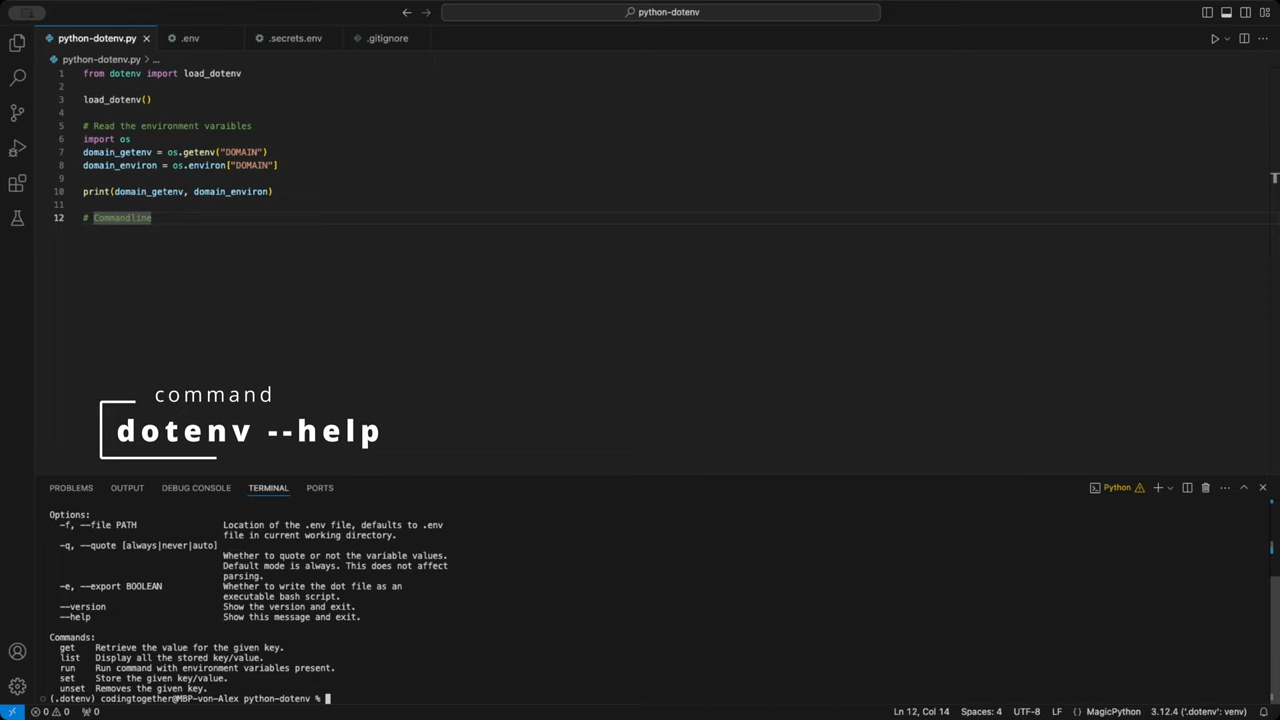 python-dotenv
python-dotenv.py
.env
.secrets.env
.gitignore
python-dotenv.py > ...
1 from dotenv import load_dotenv
2
3 load_dotenv()
4
5 # Read the environment varaibles
6 import os
7 domain_getenv = os.getenv("DOMAIN")
8 domain_environ = os.environ["DOMAIN"]
9
10 print(domain_getenv, domain_environ)
11
12 # Commandline
command
dotenv --help
PROBLEMS OUTPUT DEBUG CONSOLE TERMINAL PORTS
Python
Options:
-f, --file PATH Location of the .env file, defaults to .env
file in current working directory.
-q, --quote [always|never|auto]
Whether to quote or not the variable values.
Default mode is always. This does not affect
parsing.
-e, --export BOOLEAN Whether to write the dot file as an
executable bash script.
--version Show the version and exit.
--help Show this message and exit.
Commands:
get Retrieve the value for the given key.
list Display all the stored key/value.
run Run command with environment variables present.
set Store the given key/value.
unset Removes the given key.
(.dotenv) codingtogether@MBP-von-Alex python-dotenv %
0 0 0 Ln 12, Col 14 Spaces: 4 UTF-8 LF {} MagicPython 3.12.4 ('.dotenv': venv)